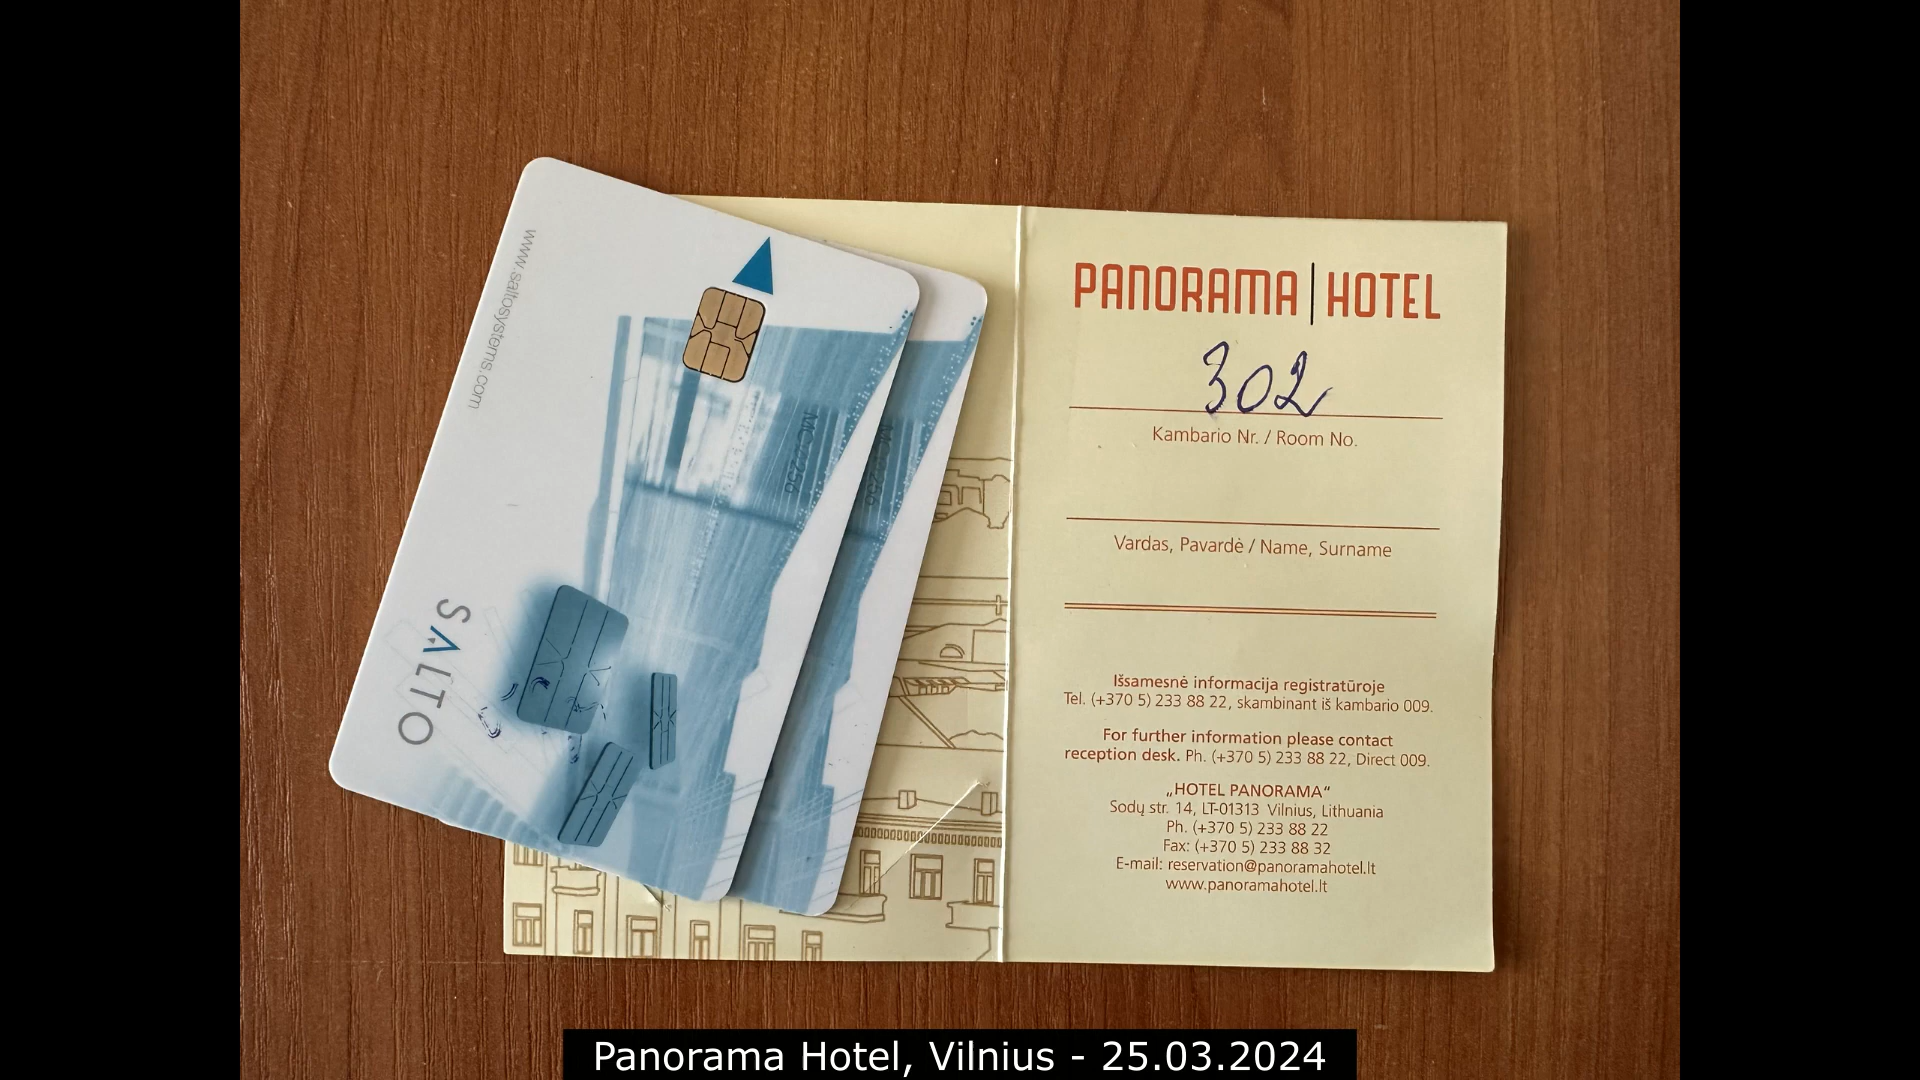 www.saltosystems.com
SALTO
PANORAMA | HOTEL
302
Kambario Nr. / Room No.
Vardas, Pavardė / Name, Surname
Išsamesnė informacija registratūroje
Tel. (+370 5) 233 88 22, skambinant iš kambario 009.
For further information please contact
reception desk. Ph. (+370 5) 233 88 22, Direct 009.
„HOTEL PANORAMA“
Sodų str. 14, LT-01313 Vilnius, Lithuania
Ph. (+370 5) 233 88 22
Fax: (+370 5) 233 88 32
E-mail: reservation@panoramahotel.lt
www.panoramahotel.lt
Panorama Hotel, Vilnius - 25.03.2024